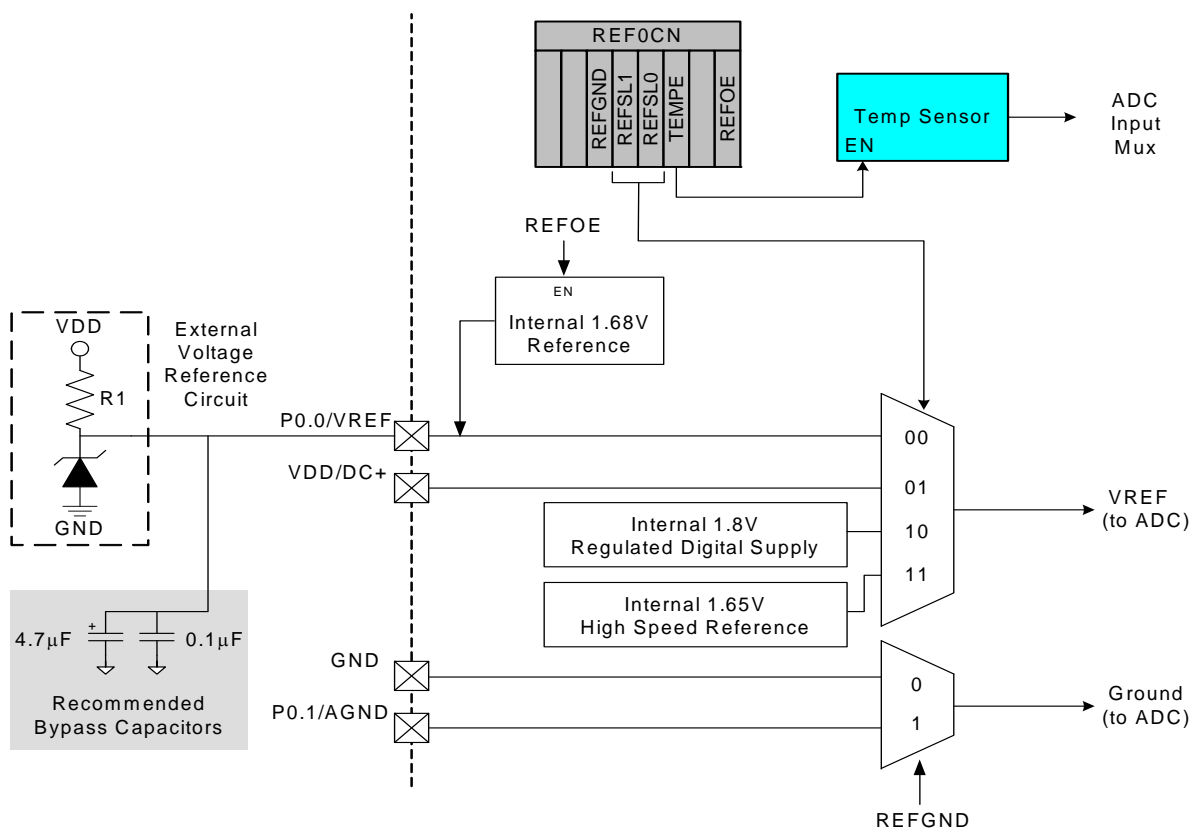 REF0CN
REFGND
REFSL1
REFSL0
TEMPE
REFOE
Temp Sensor
EN
ADC
Input
Mux
REFOE
EN
Internal 1.68V
Reference
VDD
R1
GND
External
Voltage
Reference
Circuit
P0.0/VREF
VDD/DC+
00
01
10
11
Internal 1.8V
Regulated Digital Supply
Internal 1.65V
High Speed Reference
VREF
(to ADC)
4.7μF
+
0.1μF
Recommended
Bypass Capacitors
GND
P0.1/AGND
0
1
Ground
(to ADC)
REFGND